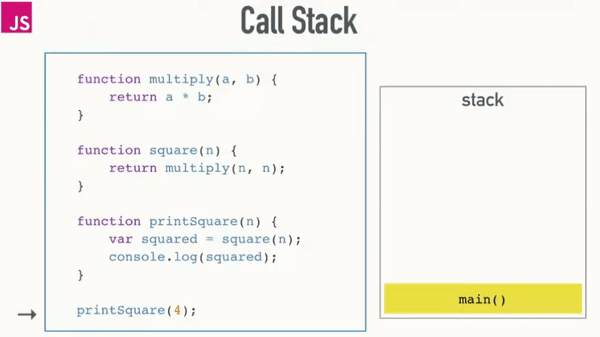 JS
Call Stack
function multiply(a, b) {
    return a * b;
}
function square(n) {
    return multiply(n, n);
}
function printSquare(n) {
    var squared = square(n);
    console.log(squared);
}
→ printSquare(4);
stack
main()